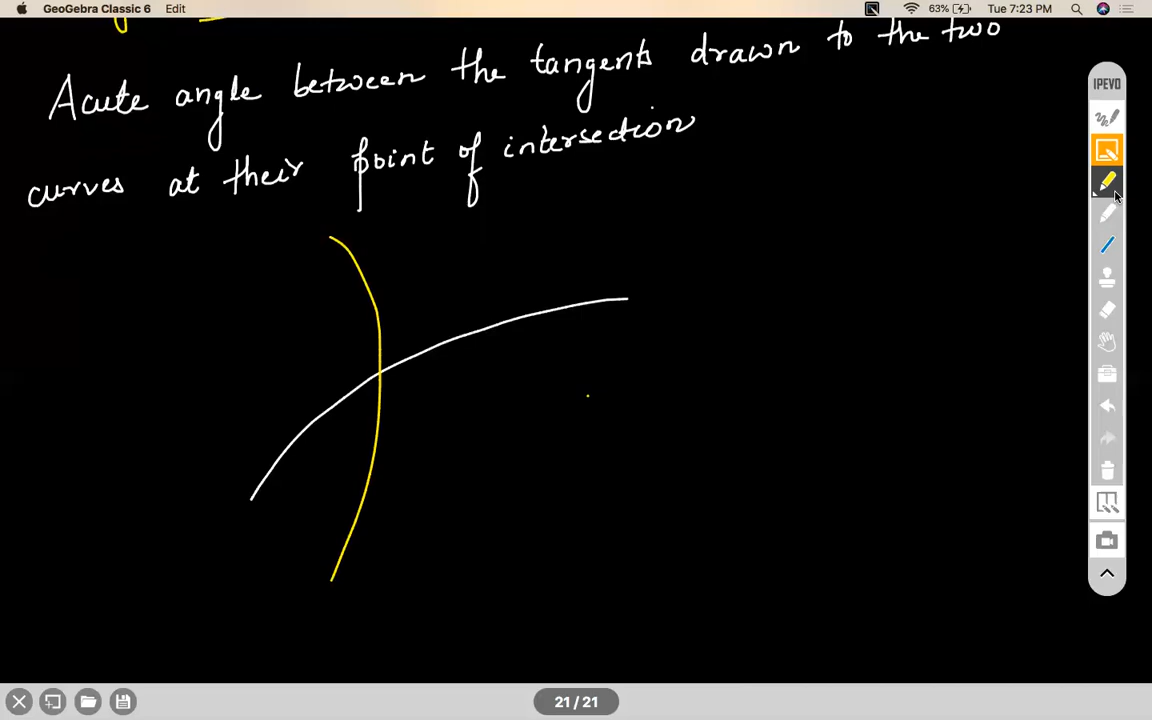 GeoGebra Classic 6 Edit 63% Tue 7:23 PM
Acute angle between the tangents drawn to the two
curves at their point of intersection
IPEVO
21 / 21